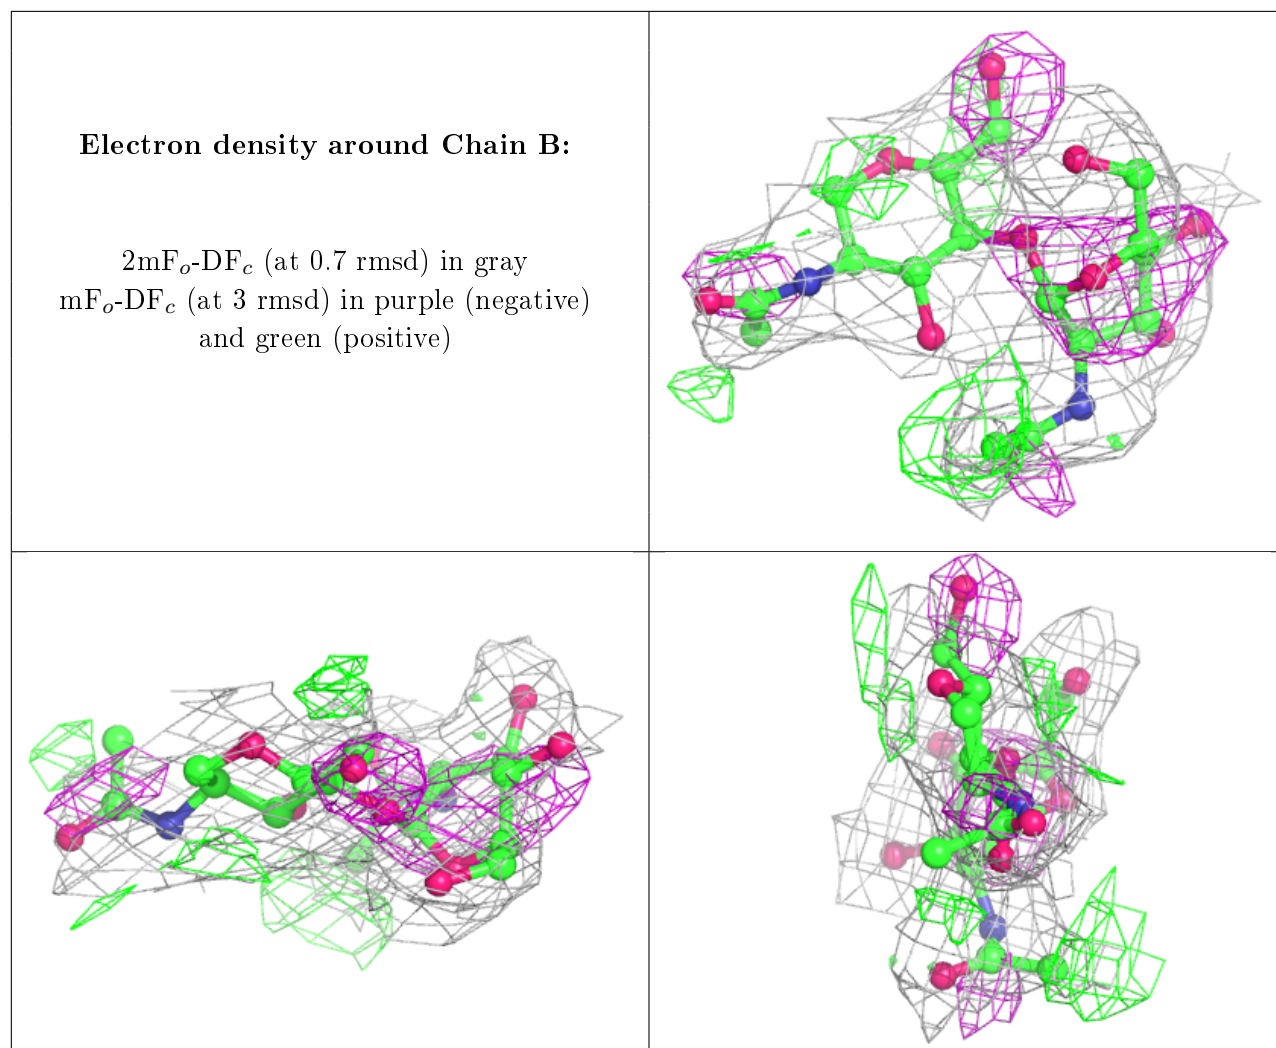 Electron density around Chain B:
2mFₒ-DF𝒸 (at 0.7 rmsd) in gray
mFₒ-DF𝒸 (at 3 rmsd) in purple (negative)
and green (positive)